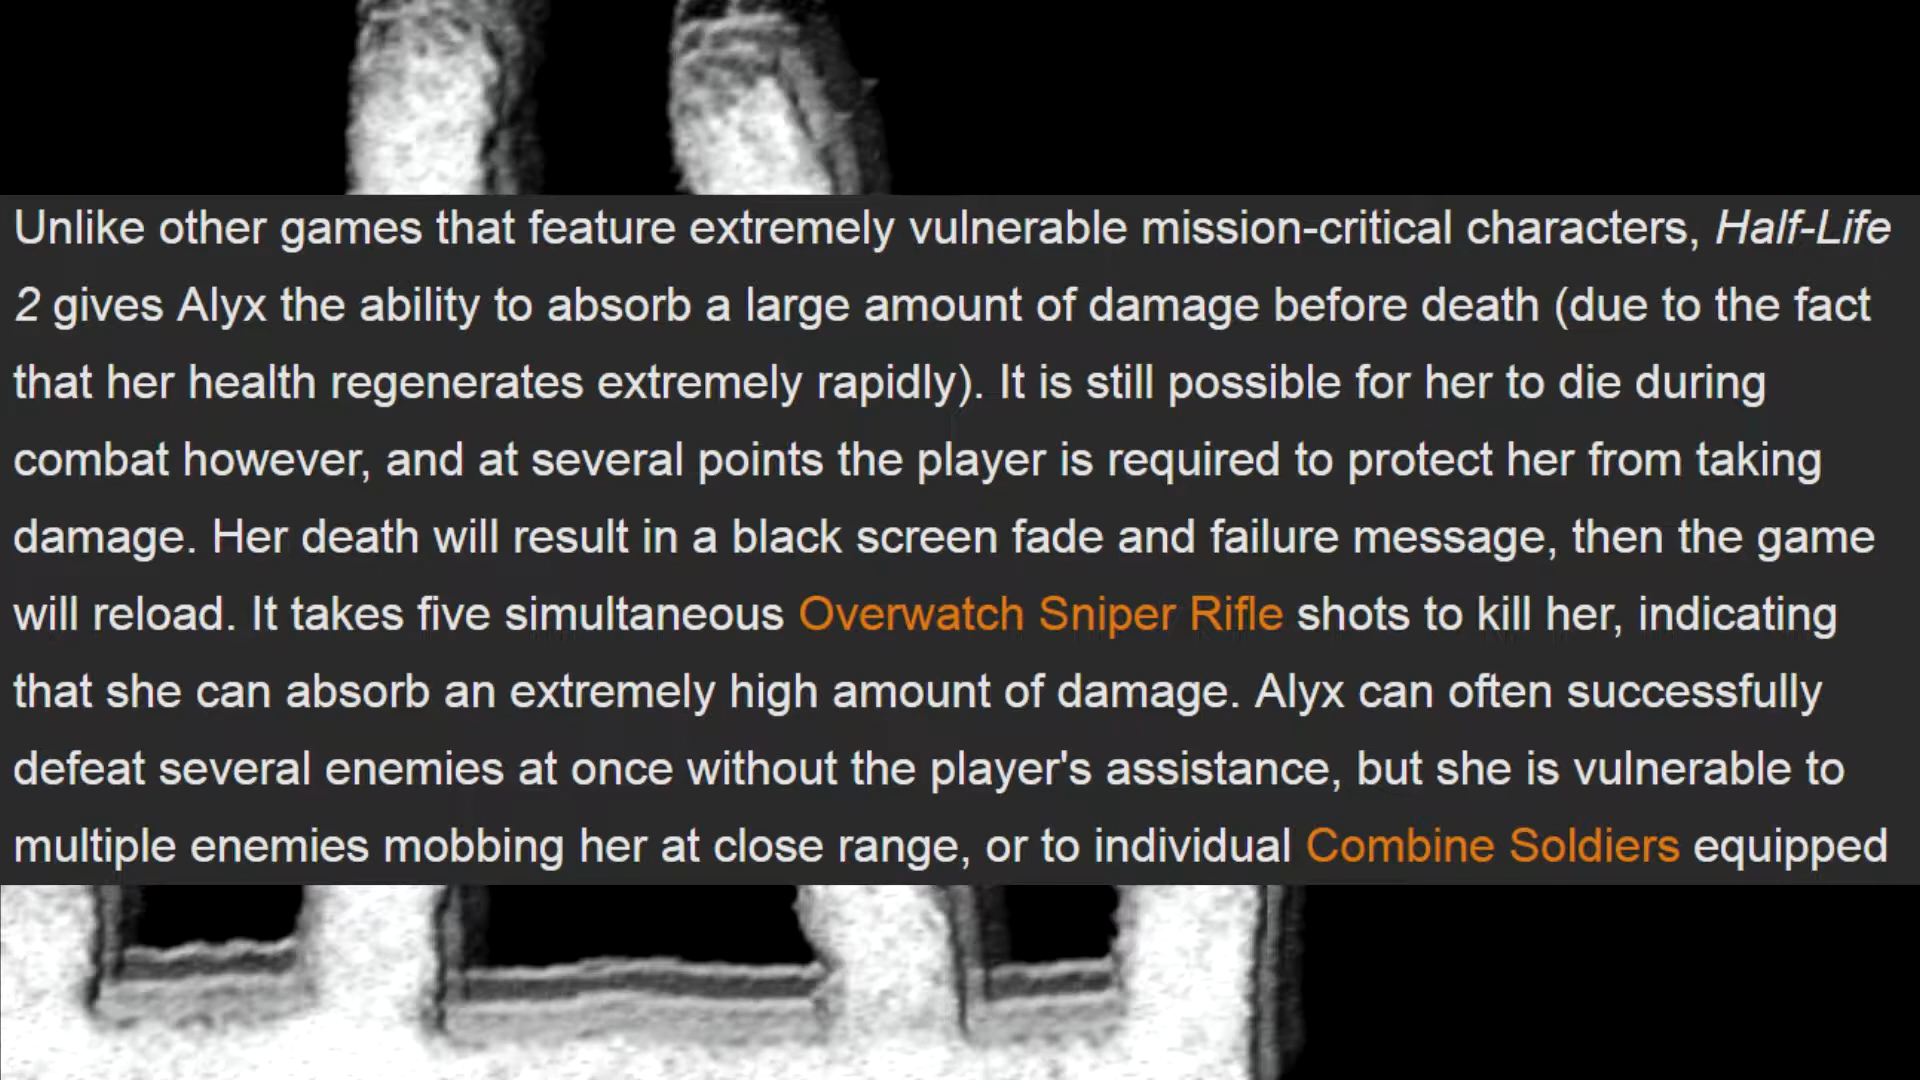 Unlike other games that feature extremely vulnerable mission-critical characters, Half-Life
2 gives Alyx the ability to absorb a large amount of damage before death (due to the fact
that her health regenerates extremely rapidly). It is still possible for her to die during
combat however, and at several points the player is required to protect her from taking
damage. Her death will result in a black screen fade and failure message, then the game
will reload. It takes five simultaneous Overwatch Sniper Rifle shots to kill her, indicating
that she can absorb an extremely high amount of damage. Alyx can often successfully
defeat several enemies at once without the player's assistance, but she is vulnerable to
multiple enemies mobbing her at close range, or to individual Combine Soldiers equipped